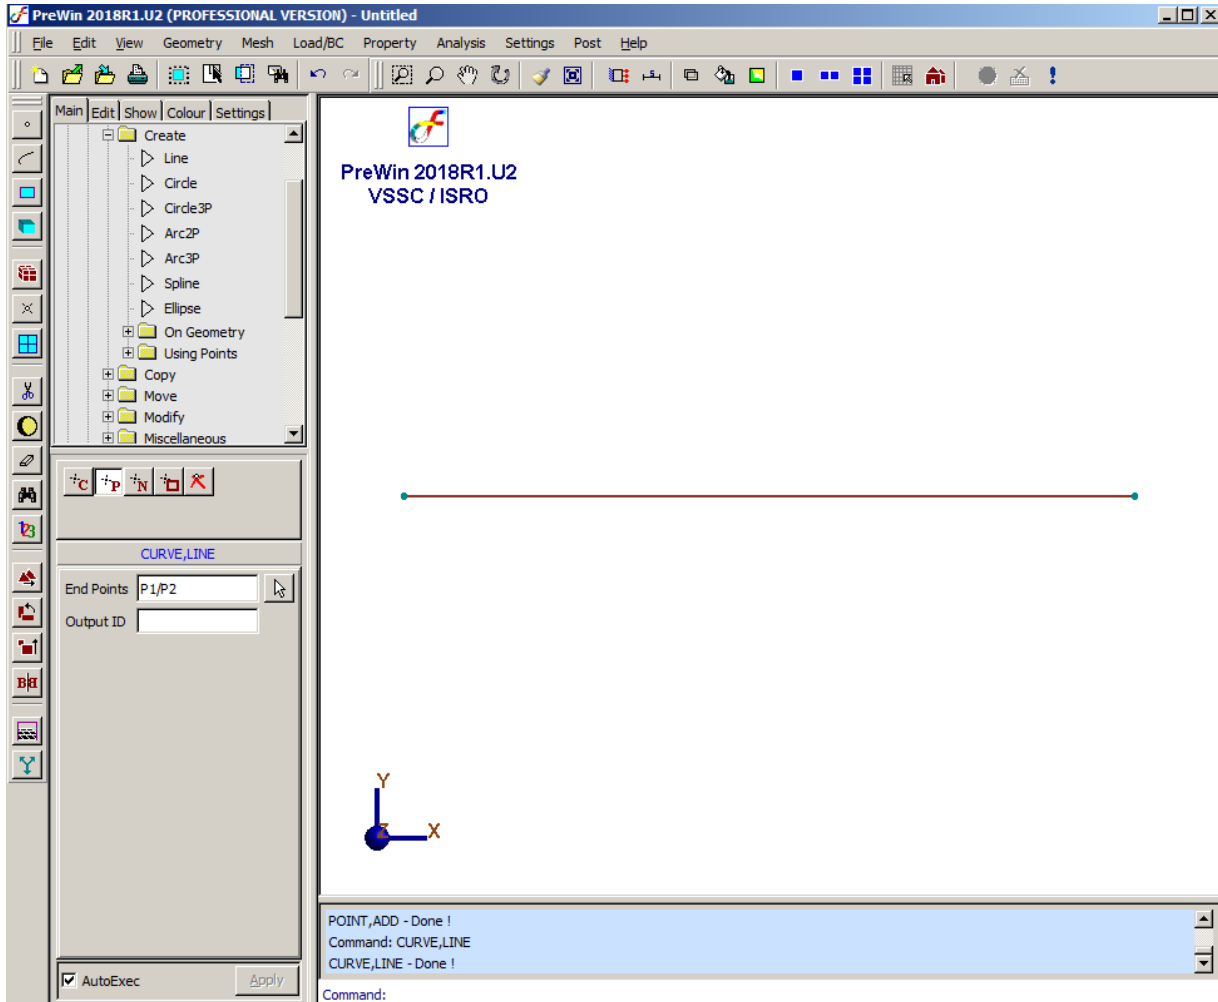 PreWin 2018R1.U2 (PROFESSIONAL VERSION) - Untitled
File Edit View Geometry Mesh Load/BC Property Analysis Settings Post Help
Main Edit Show Colour Settings
Create
Line
Circle
Circle3P
Arc2P
Arc3P
Spline
Ellipse
On Geometry
Using Points
Copy
Move
Modify
Miscellaneous
C P N
CURVE,LINE
End Points P1/P2
Output ID
AutoExec Apply
123
B B
PreWin 2018R1.U2
VSSC / ISRO
Y
Z X
POINT,ADD - Done !
Command: CURVE,LINE
CURVE,LINE - Done !
Command: